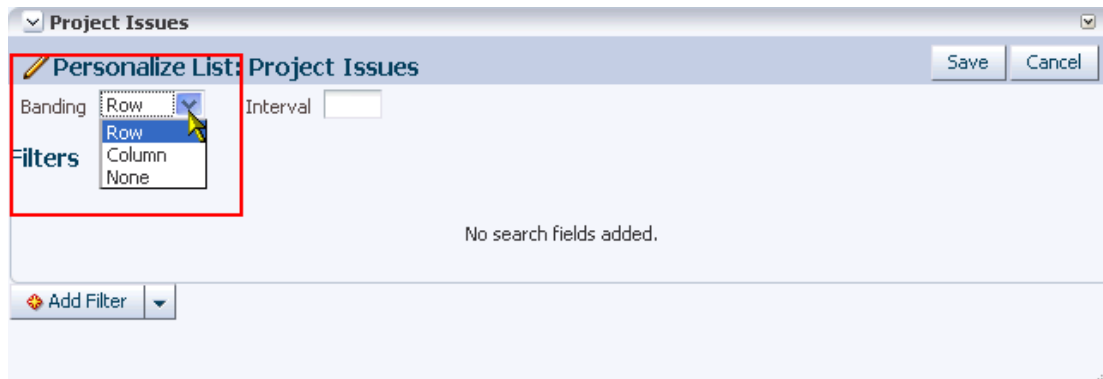 Project Issues
Personalize List: Project Issues
Save
Cancel
Banding
Row
Interval
Row
Column
None
Filters
No search fields added.
Add Filter